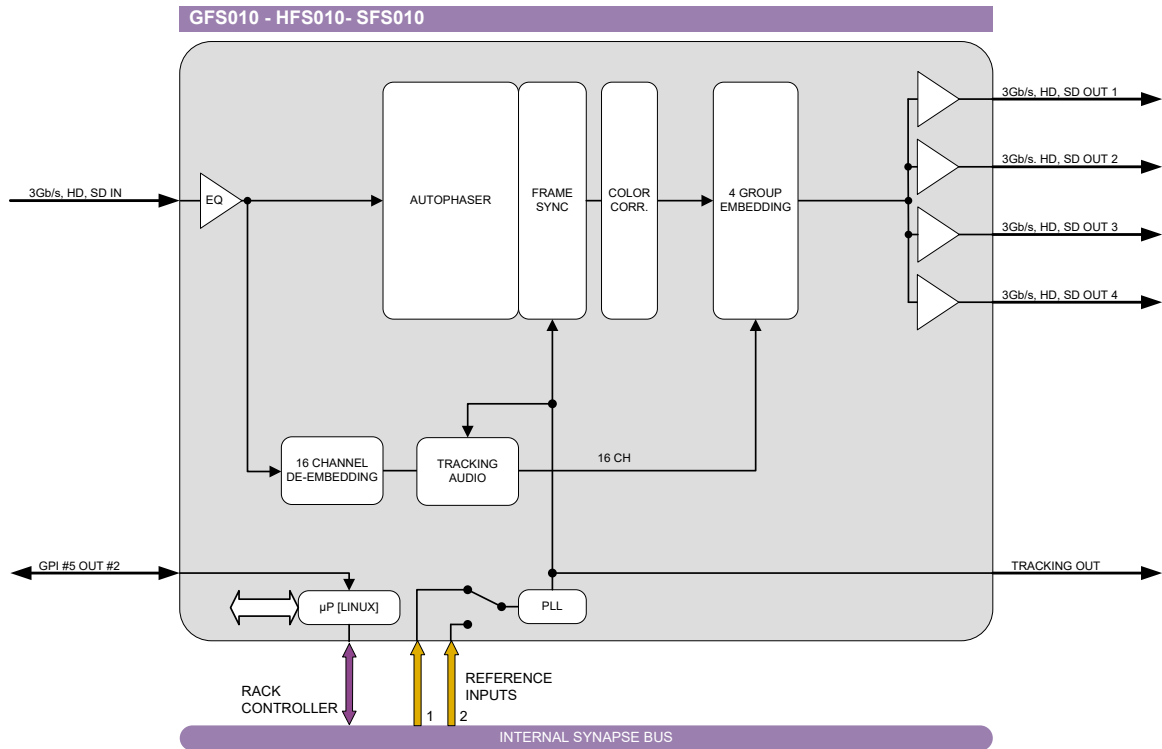 GFS010 - HFS010- SFS010
3Gb/s, HD, SD IN
EQ
AUTOPHASER
FRAME
SYNC
COLOR
CORR.
4 GROUP
EMBEDDING
3Gb/s, HD, SD OUT 1
3Gb/s. HD, SD OUT 2
3Gb/s, HD, SD OUT 3
3Gb/s, HD, SD OUT 4
16 CHANNEL
DE-EMBEDDING
TRACKING
AUDIO
16 CH
GPI #5 OUT #2
µP [LINUX]
PLL
TRACKING OUT
RACK
CONTROLLER
1
2
REFERENCE
INPUTS
INTERNAL SYNAPSE BUS